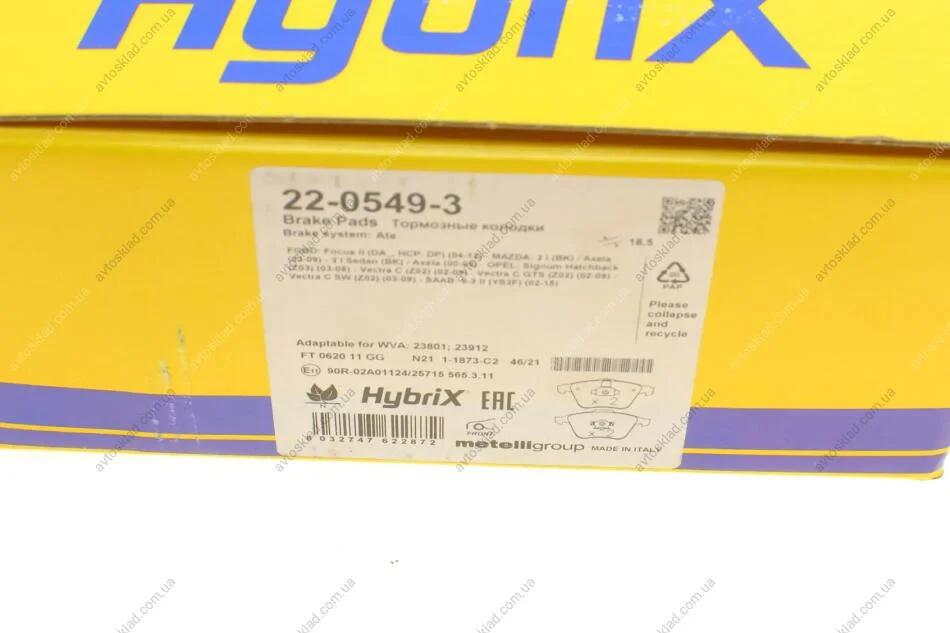 HybriX
22-0549-3
Brake Pads Тормозные колодки
Brake system: Ate
18,5
FORD: Focus II (DA_, HCP, DP) (04-12) - MAZDA: 3 I (BK) / Axela
(03-09) - 3 I Sedan (BK) / Axela - OPEL: Signum Hatchback
(Z03) (03-08) - Vectra C (Z02) (02-09) - Vectra C GTS (Z02) (02-09) -
Vectra C SW (Z02) (03-09) - SAAB: 9-3 II (YS3F) (02-15)
20
PAP
Please
collapse
and
recycle
Adaptable for WVA: 23801; 23912
FT 0620 11 GG N21 1-1873-C2 46/21
E11 90R-02A01124/25715 565.3.11
HybriX EAC
x 2
x 2
8 032747 622872
FRONT
metelligroup MADE IN ITALY
avtosklad.com.ua